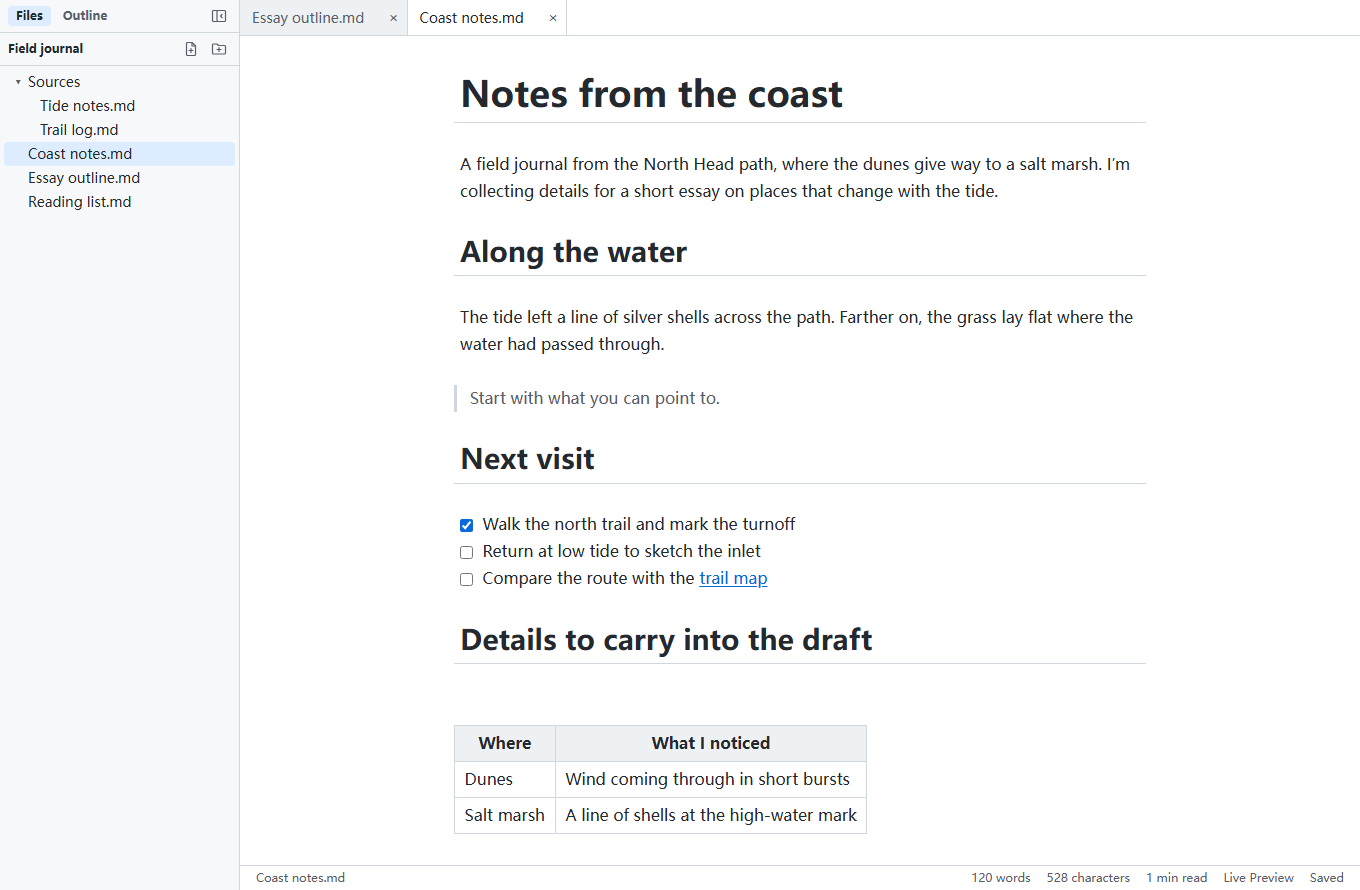 Files Outline
Field journal
Sources
Tide notes.md
Trail log.md
Coast notes.md
Essay outline.md
Reading list.md
Essay outline.md × Coast notes.md ×
Notes from the coast
A field journal from the North Head path, where the dunes give way to a salt marsh. I’m
collecting details for a short essay on places that change with the tide.
Along the water
The tide left a line of silver shells across the path. Farther on, the grass lay flat where the
water had passed through.
Start with what you can point to.
Next visit
Walk the north trail and mark the turnoff
Return at low tide to sketch the inlet
Compare the route with the trail map
Details to carry into the draft
Where What I noticed
Dunes Wind coming through in short bursts
Salt marsh A line of shells at the high-water mark
Coast notes.md 120 words 528 characters 1 min read Live Preview Saved